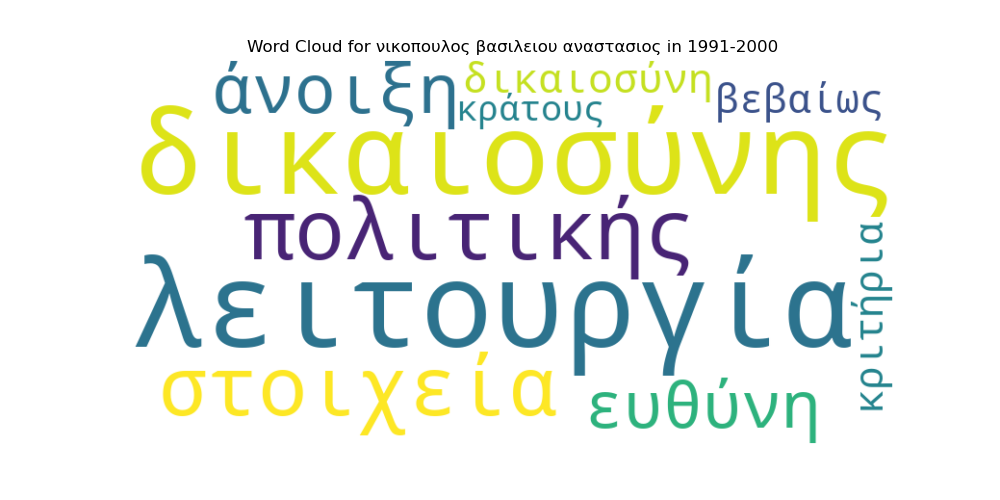 Word Cloud for νικοπουλος βασιλειου αναστασιος in 1991-2000
άνοιξη
δικαιοσύνη
κράτους
βεβαίως
δικαιοσύνης
πολιτικής
κριτήρια
λειτουργία
στοιχεία
ευθύνη